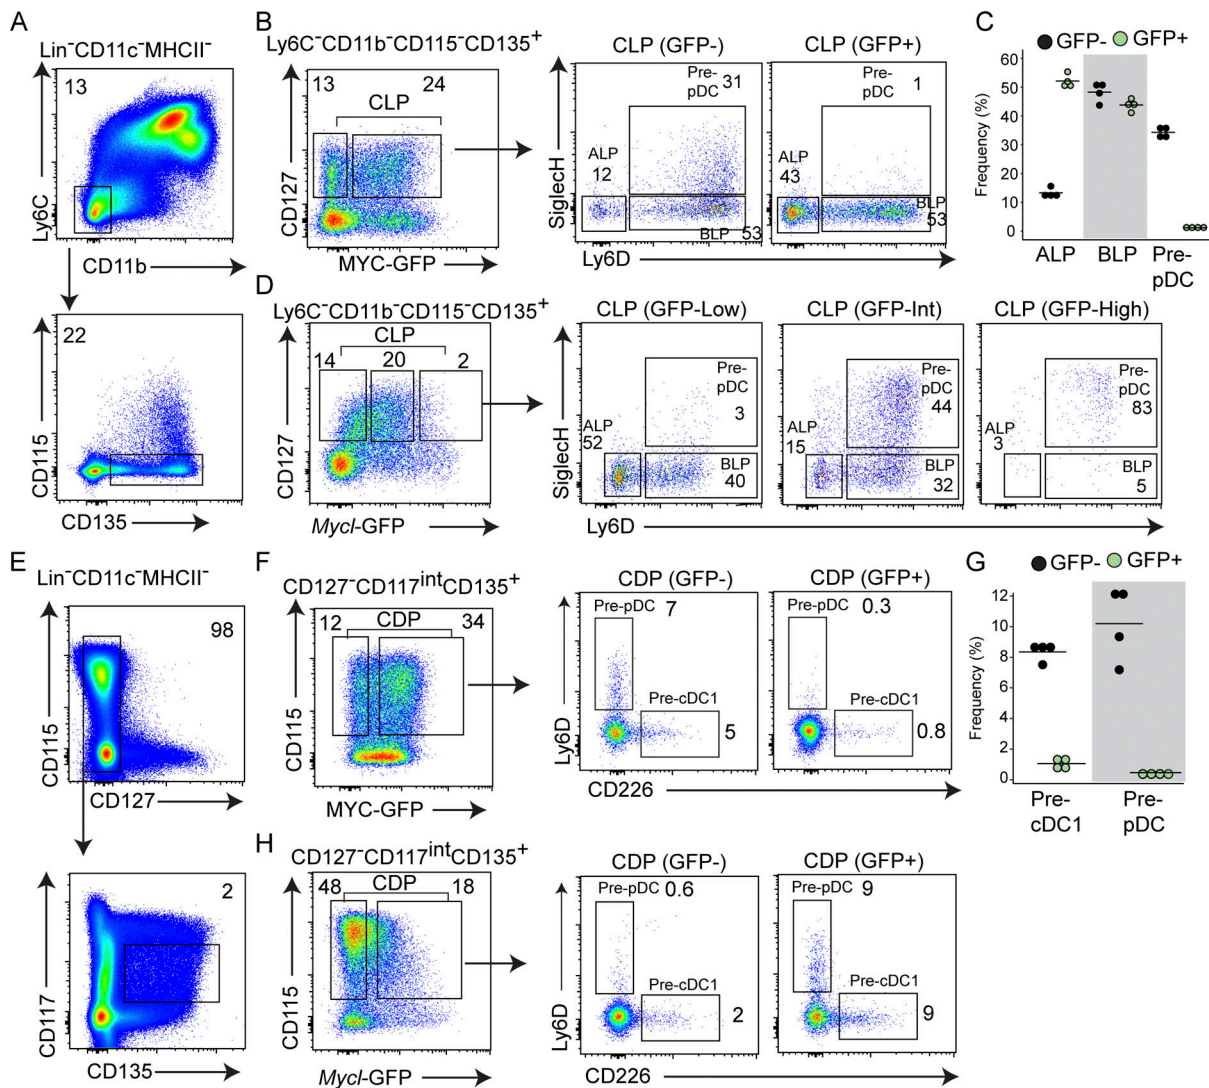 A
Lin⁻CD11c⁻MHCII⁻
13
Ly6C
CD11b
22
CD115
CD135
B
Ly6C⁻CD11b⁻CD115⁻CD135⁺
13
24
CLP
CD127
MYC-GFP
CLP (GFP-)
Pre-
pDC 31
ALP
12
BLP 53
SiglecH
Ly6D
CLP (GFP+)
Pre-
pDC
1
ALP
43
BLP
53
C
GFP-
GFP+
60
50
40
30
20
10
0
Frequency (%)
ALP
BLP
Pre-
pDC
D
Ly6C⁻CD11b⁻CD115⁻CD135⁺
CLP
14
20
2
CD127
Mycl-GFP
CLP (GFP-Low)
Pre-
pDC
3
ALP
52
BLP
40
SiglecH
Ly6D
CLP (GFP-Int)
Pre-
pDC
44
ALP
15
BLP
32
CLP (GFP-High)
Pre-
pDC
83
ALP
3
BLP
5
E
Lin⁻CD11c⁻MHCII⁻
98
CD115
CD127
2
CD117
CD135
F
CD127⁻CD117ⁱⁿᵗCD135⁺
12
CDP
34
CD115
MYC-GFP
CDP (GFP-)
Pre-pDC 7
Pre-cDC1
5
Ly6D
CD226
CDP (GFP+)
Pre-pDC 0.3
Pre-cDC1
0.8
G
GFP-
GFP+
12
10
8
6
4
2
0
Frequency (%)
Pre-
cDC1
Pre-
pDC
H
CD127⁻CD117ⁱⁿᵗCD135⁺
48
CDP
18
CD115
Mycl-GFP
CDP (GFP-)
Pre-pDC 0.6
Pre-cDC1
2
Ly6D
CD226
CDP (GFP+)
Pre-pDC 9
Pre-cDC1
9